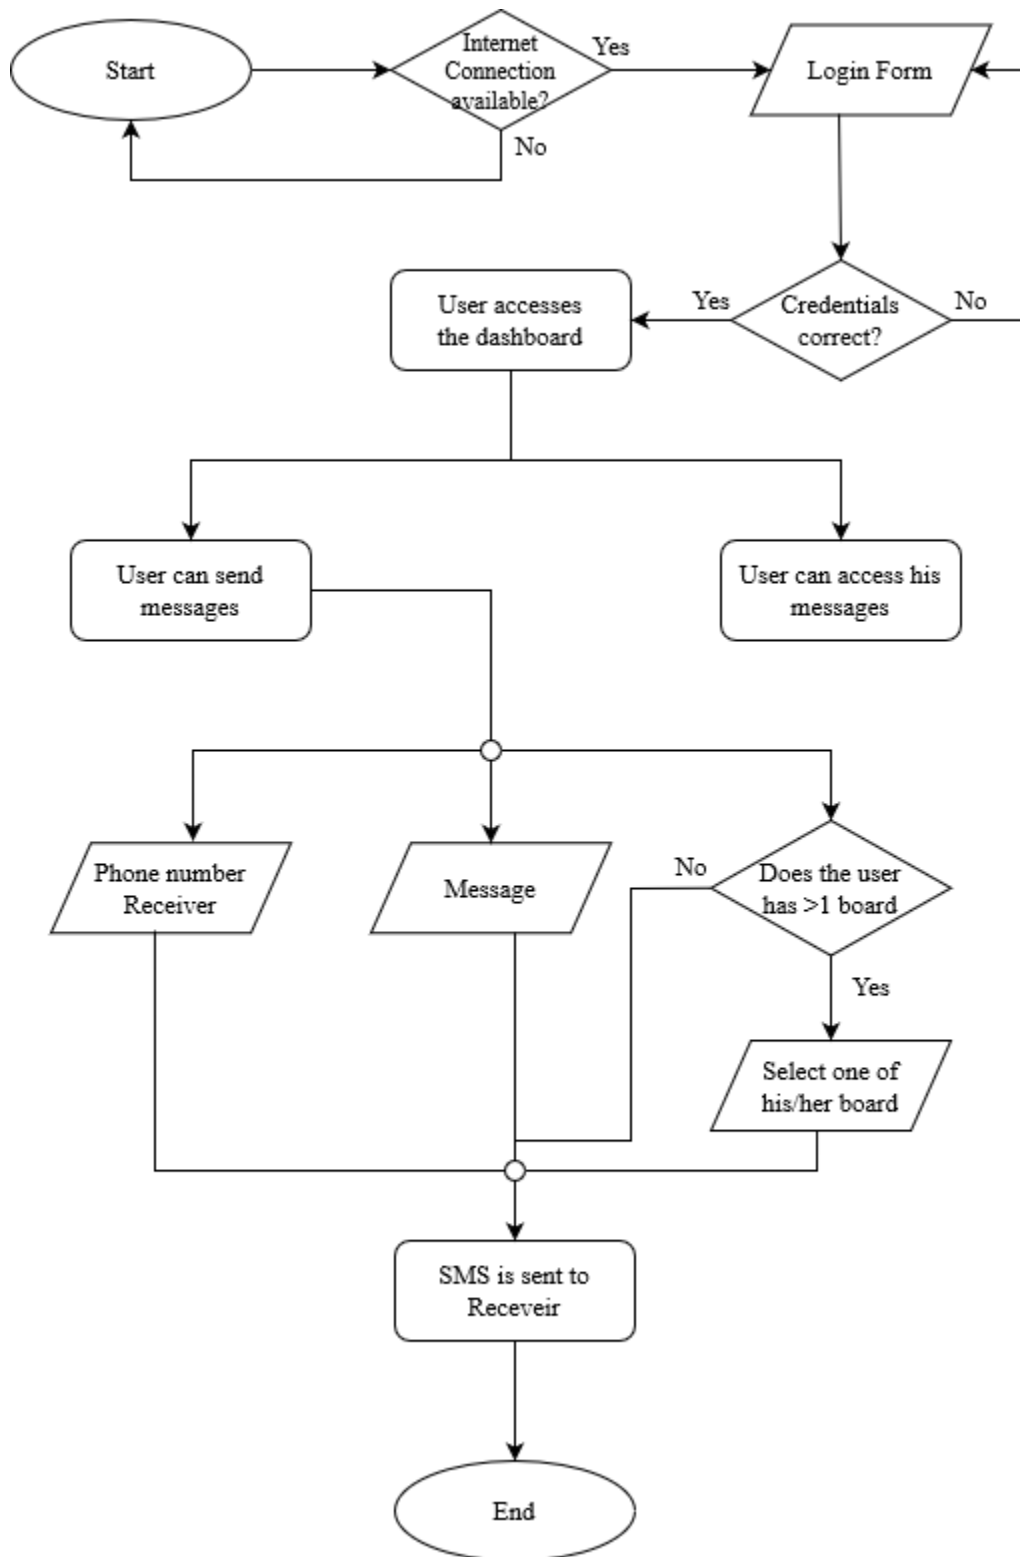 Start
Internet
Connection
available?
Yes
Login Form
No
User accesses
the dashboard
Yes
Credentials
correct?
No
User can send
messages
User can access his
messages
Phone number
Receiver
Message
No
Does the user
has >1 board
Yes
Select one of
his/her board
SMS is sent to
Receveir
End